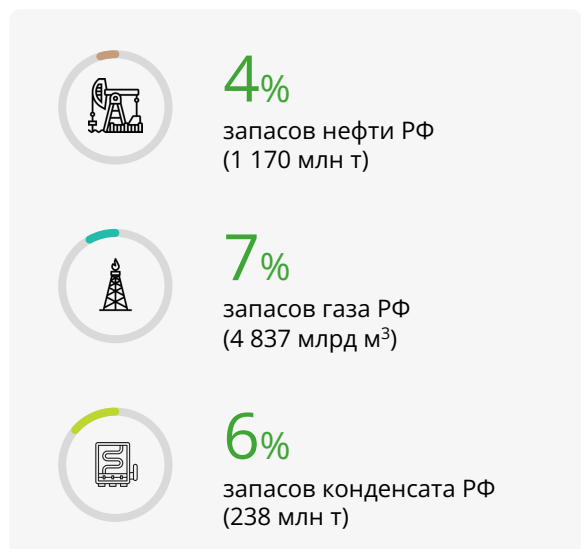 4%
запасов нефти РФ
(1 170 млн т)
7%
запасов газа РФ
(4 837 млрд м³)
6%
запасов конденсата РФ
(238 млн т)